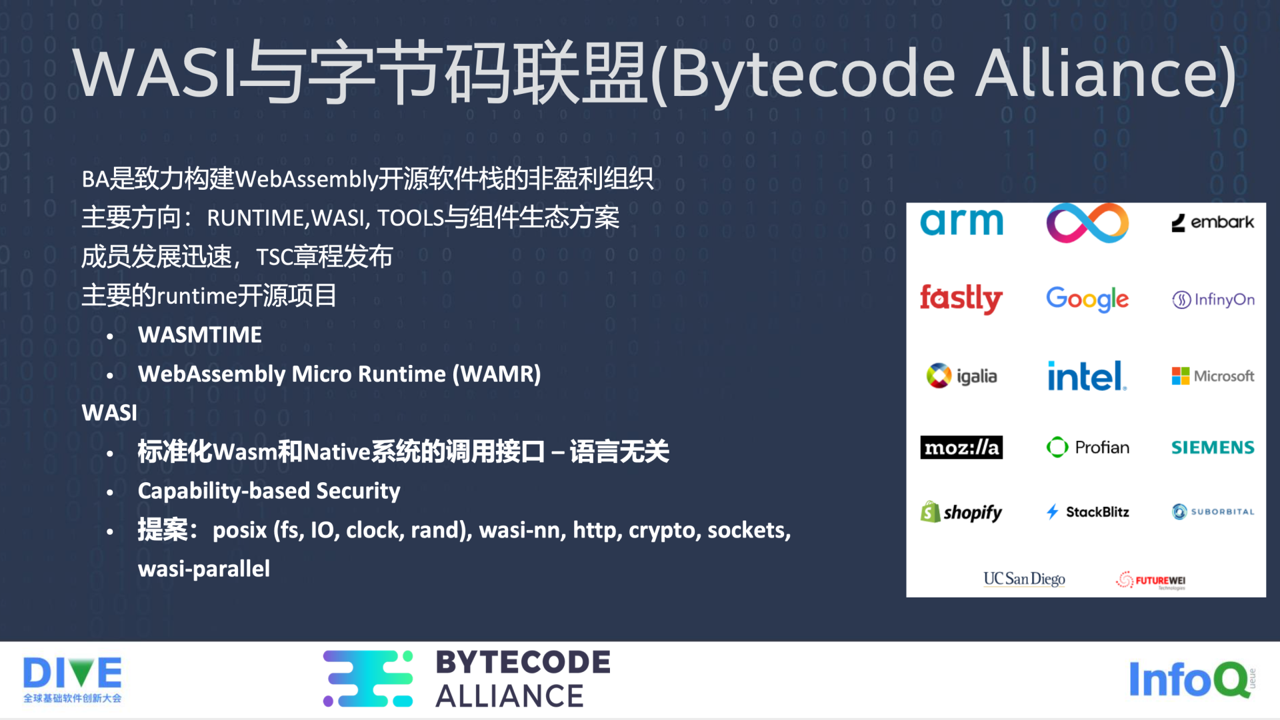 WASI与字节码联盟(Bytecode Alliance)
BA是致力构建WebAssembly开源软件栈的非盈利组织
主要方向：RUNTIME,WASI, TOOLS与组件生态方案
成员发展迅速，TSC章程发布
主要的runtime开源项目
• WASMTIME
• WebAssembly Micro Runtime (WAMR)
WASI
• 标准化Wasm和Native系统的调用接口 – 语言无关
• Capability-based Security
• 提案：posix (fs, IO, clock, rand), wasi-nn, http, crypto, sockets,
wasi-parallel
arm
embark
fastly
Google
InfinyOn
igalia
intel.
Microsoft
moz://a
Profian
SIEMENS
shopify
StackBlitz
SUBORBITAL
UC San Diego
FUTUREWEI
Technologies
DIVE
全球基础软件创新大会
BYTECODE
ALLIANCE
InfoQ
ueue